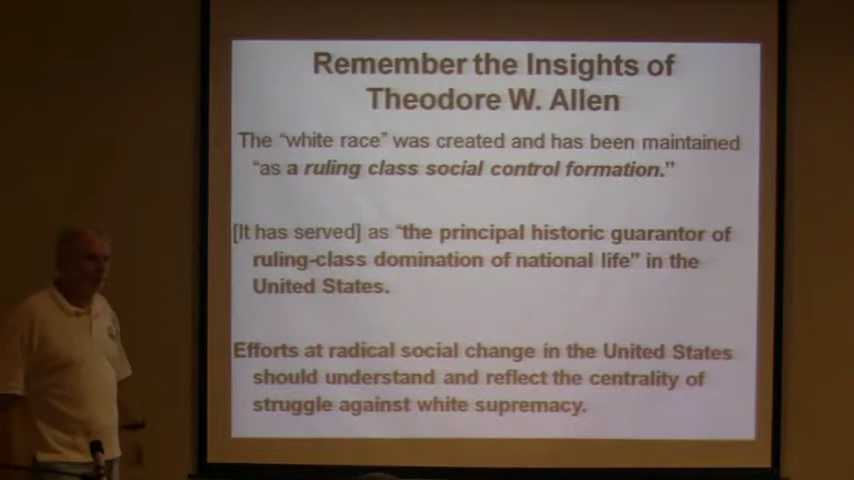 Remember the Insights of
Theodore W. Allen
The “white race” was created and has been maintained
“as a ruling class social control formation.”
[It has served] as “the principal historic guarantor of
ruling-class domination of national life” in the
United States.
Efforts at radical social change in the United States
should understand and reflect the centrality of
struggle against white supremacy.